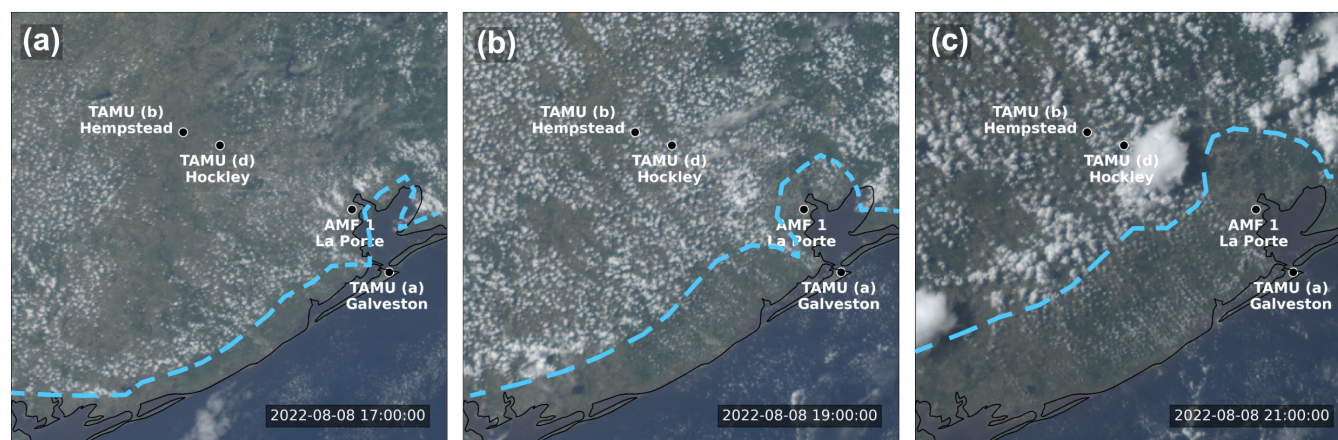 (a)
TAMU (b)
Hempstead
TAMU (d)
Hockley
AMF 1
La Porte
TAMU (a)
Galveston
2022-08-08 17:00:00
(b)
TAMU (b)
Hempstead
TAMU (d)
Hockley
AMF 1
La Porte
TAMU (a)
Galveston
2022-08-08 19:00:00
(c)
TAMU (b)
Hempstead
TAMU (d)
Hockley
AMF 1
La Porte
TAMU (a)
Galveston
2022-08-08 21:00:00